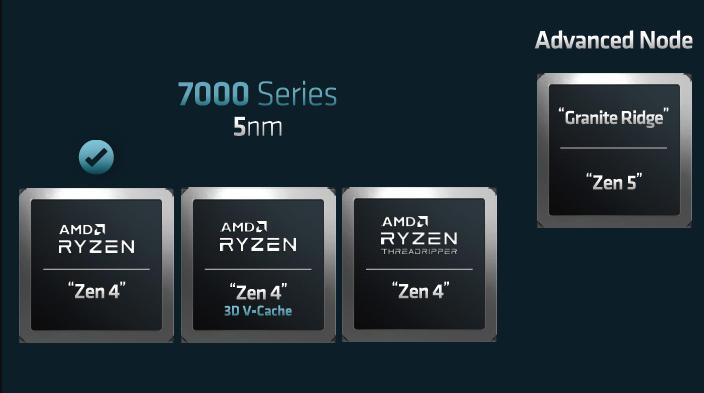 Advanced Node
7000 Series
5nm
"Granite Ridge"
"Zen 5"
AMD
RYZEN
"Zen 4"
AMD
RYZEN
"Zen 4"
3D V-Cache
AMD
RYZEN
THREADRIPPER
"Zen 4"